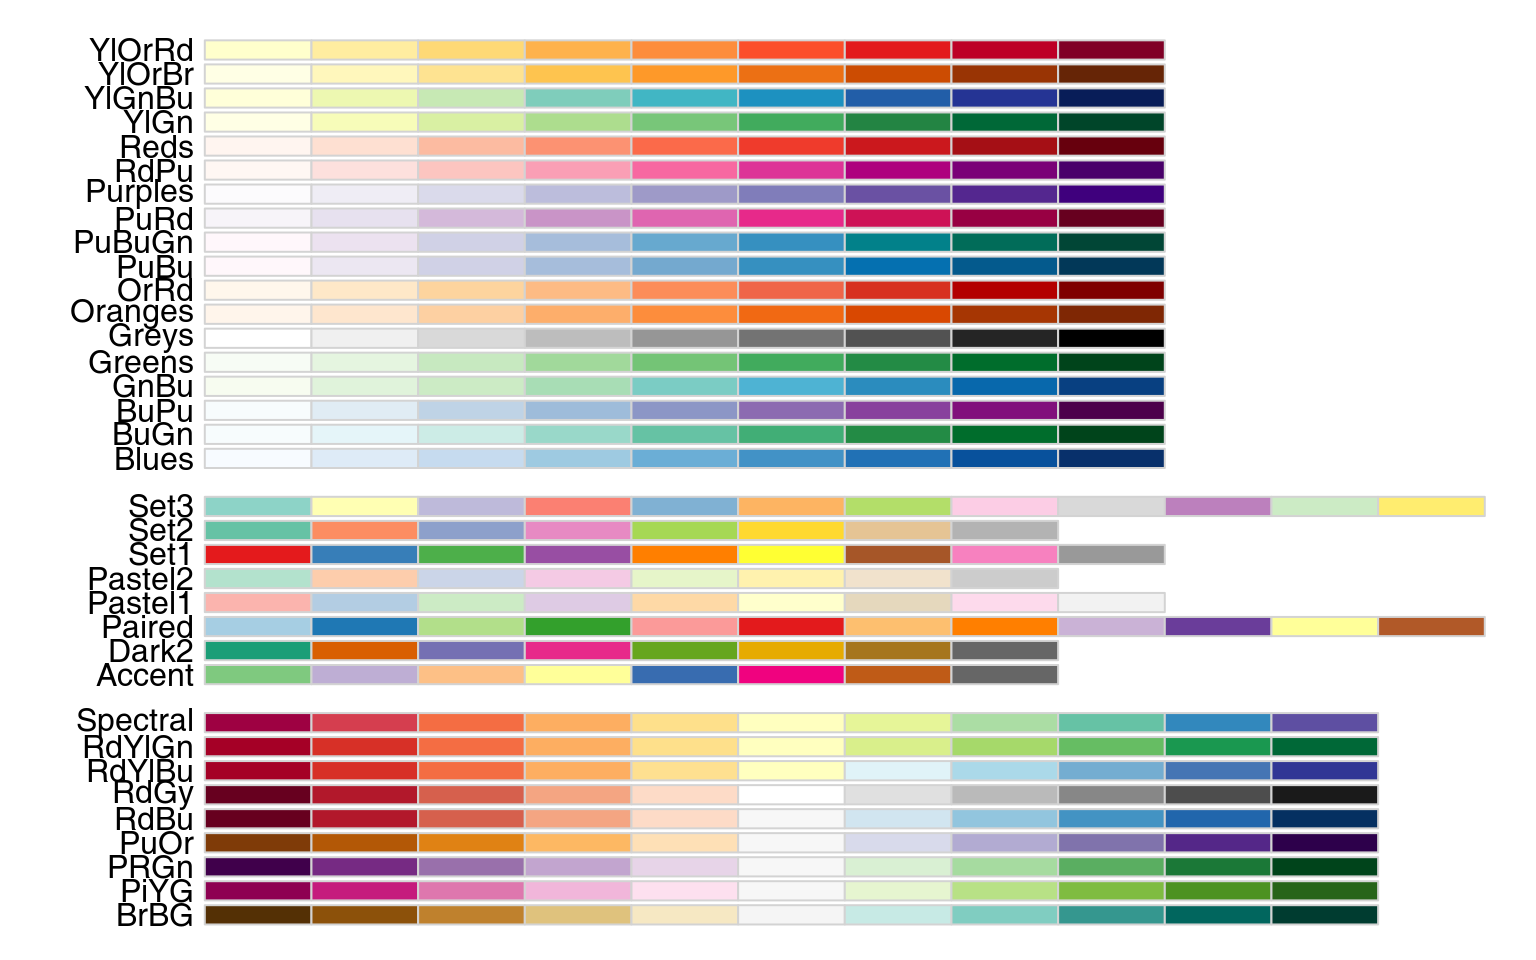 YlOrRd
YlOrBr
YlGnBu
YlGn
Reds
RdPu
Purples
PuRd
PuBuGn
PuBu
OrRd
Oranges
Greys
Greens
GnBu
BuPu
BuGn
Blues
Set3
Set2
Set1
Pastel2
Pastel1
Paired
Dark2
Accent
Spectral
RdYlGn
RdYlBu
RdGy
RdBu
PuOr
PRGn
PiYG
BrBG